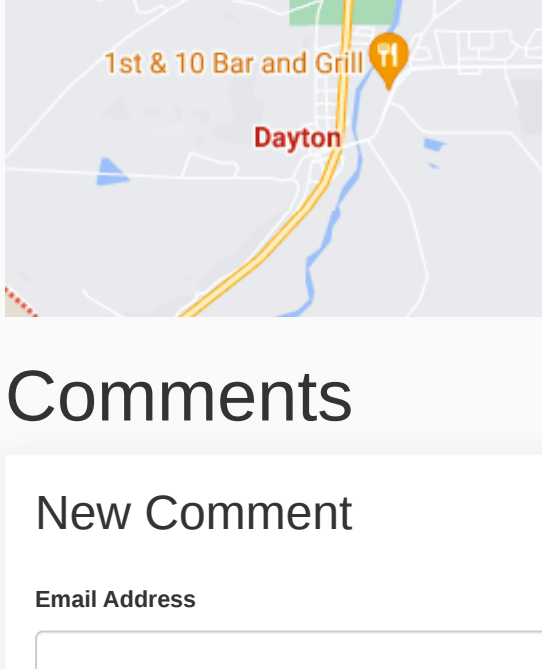 1st & 10 Bar and Grill
Dayton
Comments
New Comment
Email Address